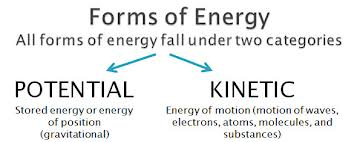 Forms of Energy
All forms of energy fall under two categories
POTENTIAL
Stored energy or energy
of position
(gravitational)
KINETIC
Energy of motion (motion of waves,
electrons, atoms, molecules, and
substances)